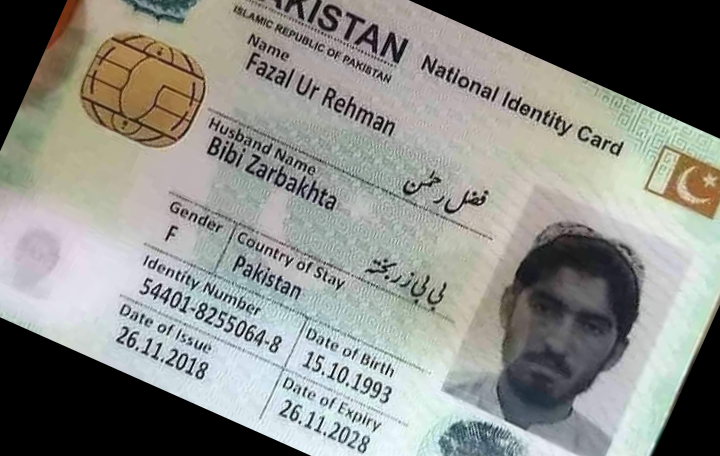 PAKISTAN National Identity Card
ISLAMIC REPUBLIC OF PAKISTAN
Name
Fazal Ur Rehman
فضل رحمٰن
Husband Name
Bibi Zarbakhta
بی بی زربختہ
Gender
F
Country of Stay
Pakistan
Identity Number
54401-8255064-8
Date of Birth
15.10.1993
Date of Issue
26.11.2018
Date of Expiry
26.11.2028